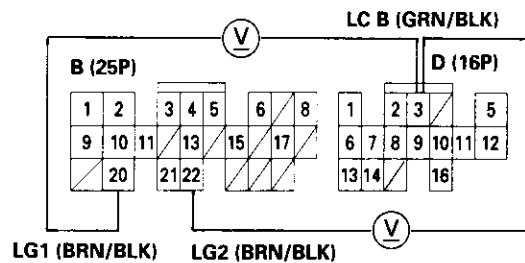 LC B (GRN/BLK)
V
B (25P) D (16P)
1 2 3 4 5 6 8 1 2 3 5
9 10 11 13 15 17 6 7 8 9 10 11 12
20 21 22 13 14 16
V
LG1 (BRN/BLK) LG2 (BRN/BLK)